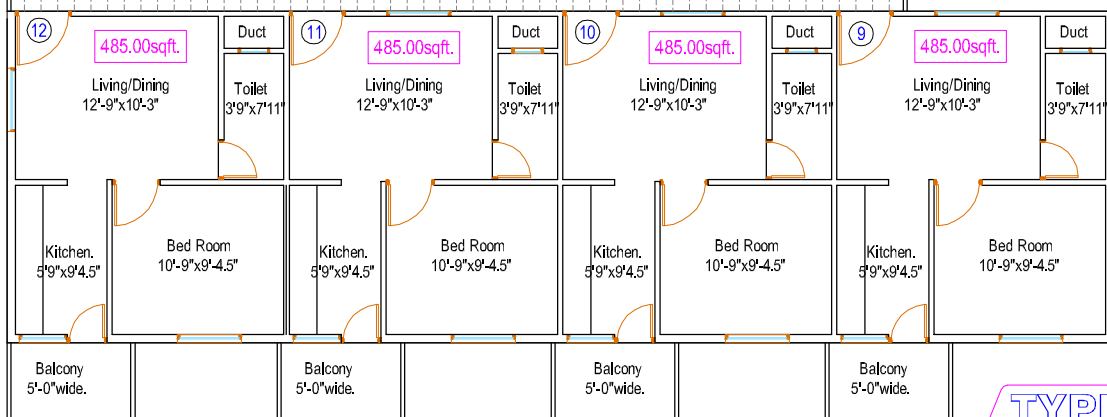 12
485.00sqft.
Duct
Living/Dining
12'-9"x10'-3"
Toilet
3'9"x7'11"
Kitchen.
5'9"x9'4.5"
Bed Room
10'-9"x9'-4.5"
Balcony
5'-0"wide.
11
485.00sqft.
Duct
Living/Dining
12'-9"x10'-3"
Toilet
3'9"x7'11"
Kitchen.
5'9"x9'4.5"
Bed Room
10'-9"x9'-4.5"
Balcony
5'-0"wide.
10
485.00sqft.
Duct
Living/Dining
12'-9"x10'-3"
Toilet
3'9"x7'11"
Kitchen.
5'9"x9'4.5"
Bed Room
10'-9"x9'-4.5"
Balcony
5'-0"wide.
9
485.00sqft.
Duct
Living/Dining
12'-9"x10'-3"
Toilet
3'9"x7'11"
Kitchen.
5'9"x9'4.5"
Bed Room
10'-9"x9'-4.5"
Balcony
5'-0"wide.